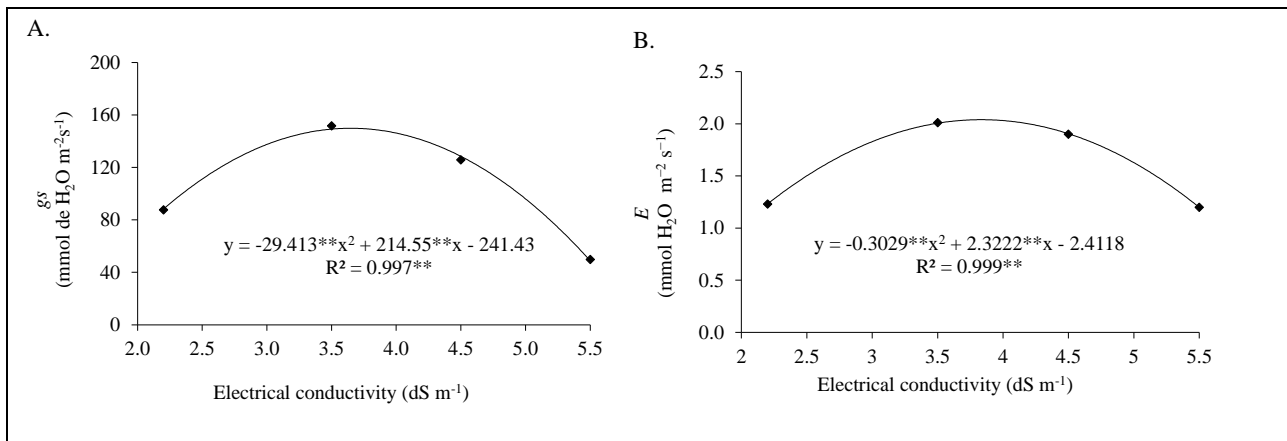 A.
200
160
120
80
40
0
gs
(mmol de H₂O m⁻²s⁻¹)
y = -29.413**x² + 214.55**x - 241.43
R² = 0.997**
2.0 2.5 3.0 3.5 4.0 4.5 5.0 5.5
Electrical conductivity (dS m⁻¹)
B.
2.5
2.0
1.5
1.0
0.5
0.0
E
(mmol H₂O m⁻² s⁻¹)
y = -0.3029**x² + 2.3222**x - 2.4118
R² = 0.999**
2 2.5 3 3.5 4 4.5 5 5.5
Electrical conductivity (dS m⁻¹)